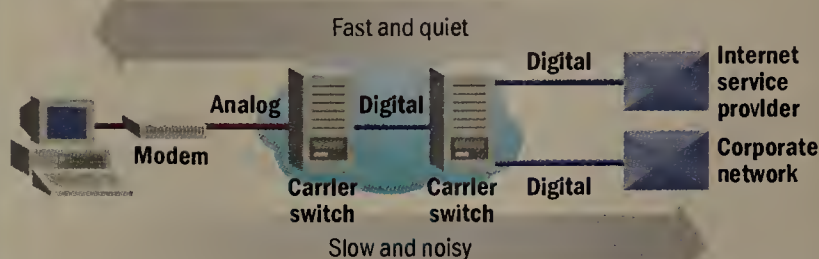 Fast and quiet
Digital
Internet
service
provider
Analog
Digital
Modem
Corporate
network
Carrier
switch
Carrier
switch
Digital
Slow and noisy